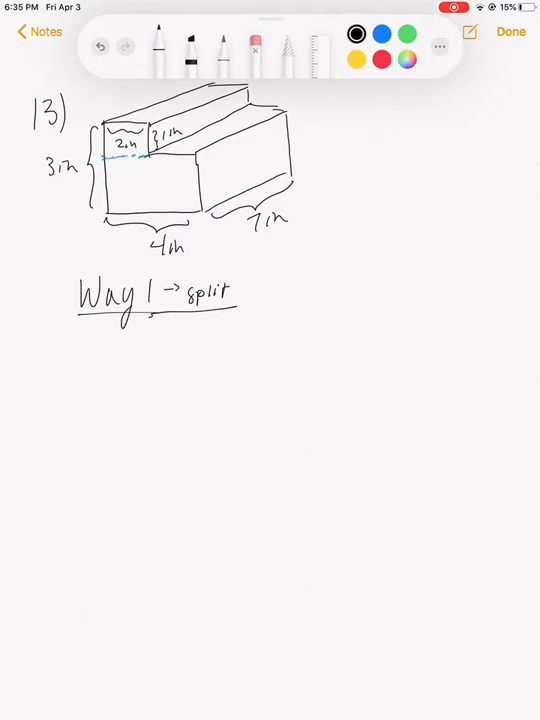 6:35 PM Fri Apr 3
15%
Notes
Done
13)
2in
1in
3in
4in
7in
Way 1 → split